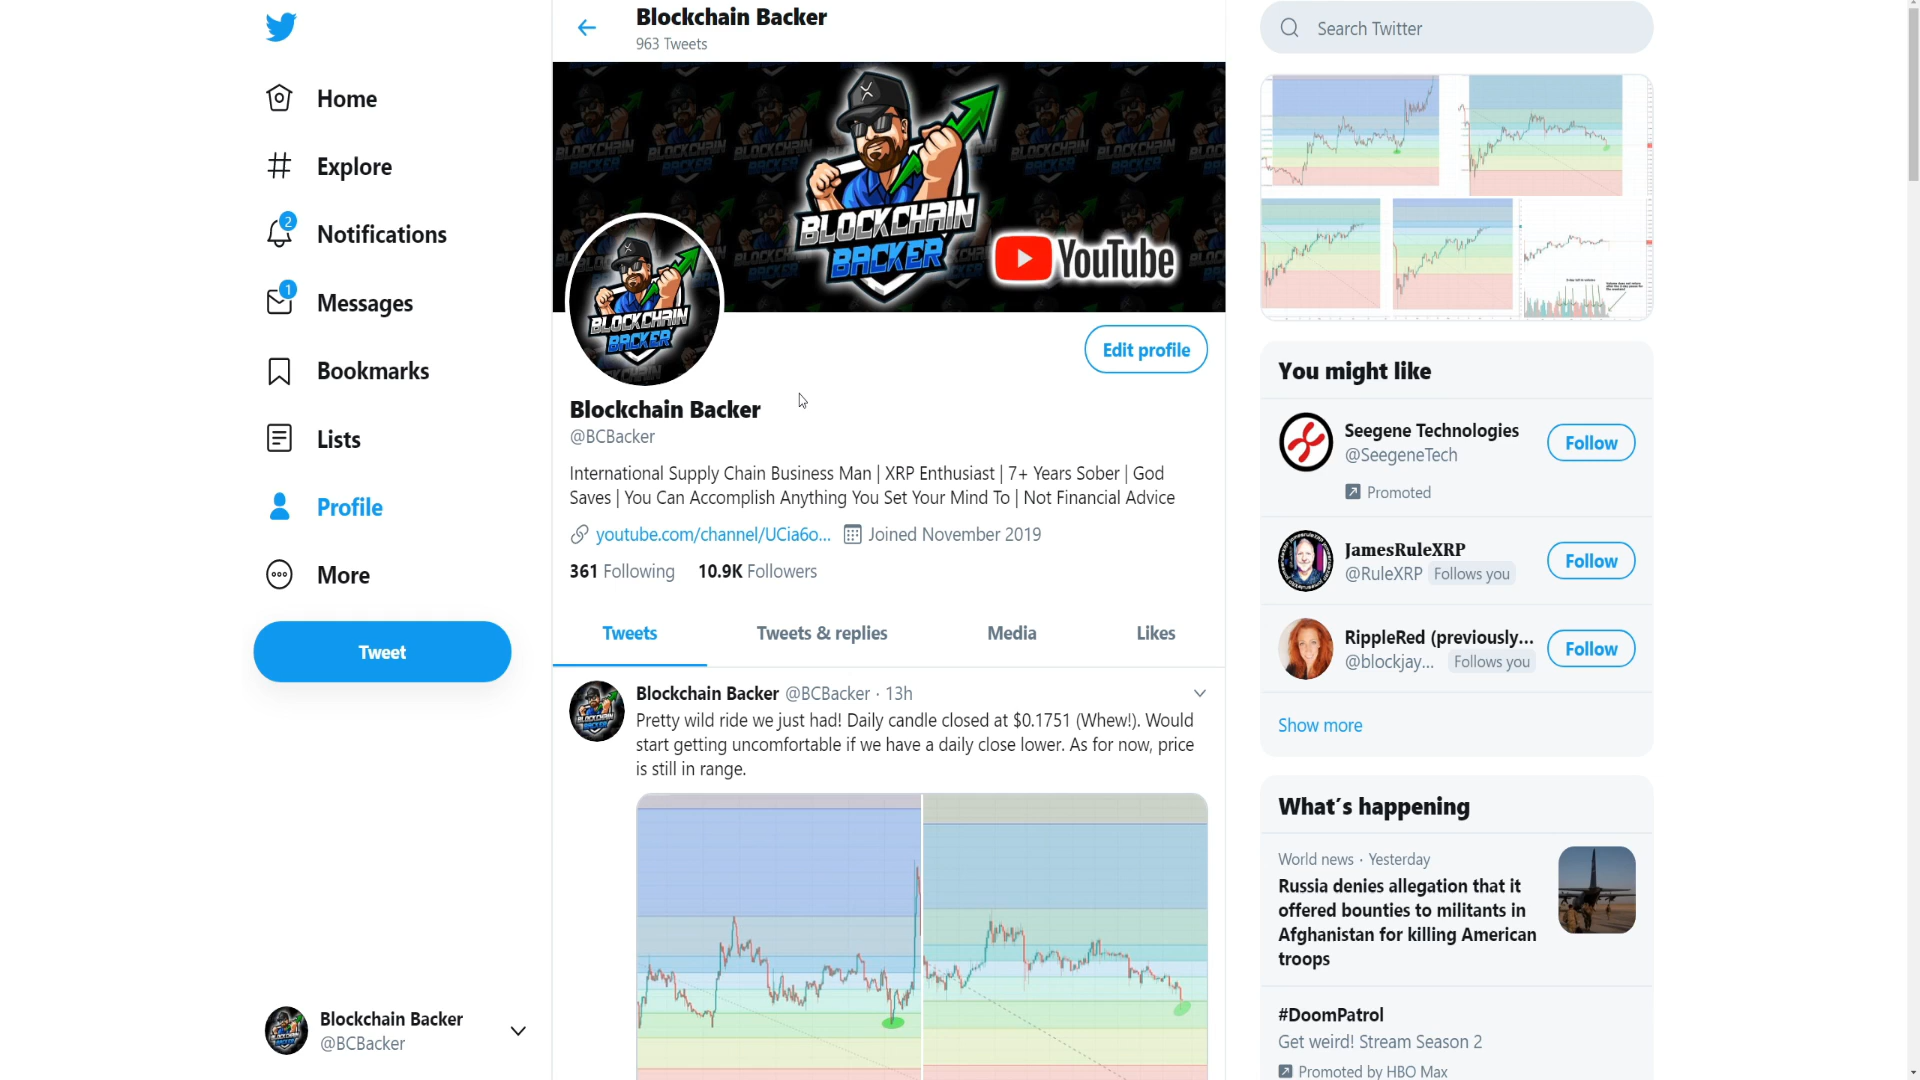 Blockchain Backer
963 Tweets
Search Twitter
Home
Explore
2
Notifications
1
Messages
Bookmarks
Lists
Profile
More
Tweet
BLOCKCHAIN
BACKER
YouTube
BLOCKCHAIN
BACKER
Edit profile
Blockchain Backer
@BCBacker
International Supply Chain Business Man | XRP Enthusiast | 7+ Years Sober | God
Saves | You Can Accomplish Anything You Set Your Mind To | Not Financial Advice
youtube.com/channel/UCia6o... Joined November 2019
361 Following 10.9K Followers
Tweets Tweets & replies Media Likes
Blockchain Backer @BCBacker · 13h
Pretty wild ride we just had! Daily candle closed at $0.1751 (Whew!). Would
start getting uncomfortable if we have a daily close lower. As for now, price
is still in range.
You might like
Seegene Technologies
@SeegeneTech
Follow
Promoted
JamesRuleXRP
@RuleXRP Follows you
Follow
RippleRed (previously...
@blockjay... Follows you
Follow
Show more
What's happening
World news · Yesterday
Russia denies allegation that it
offered bounties to militants in
Afghanistan for killing American
troops
#DoomPatrol
Get weird! Stream Season 2
Promoted by HBO Max
Blockchain Backer
@BCBacker